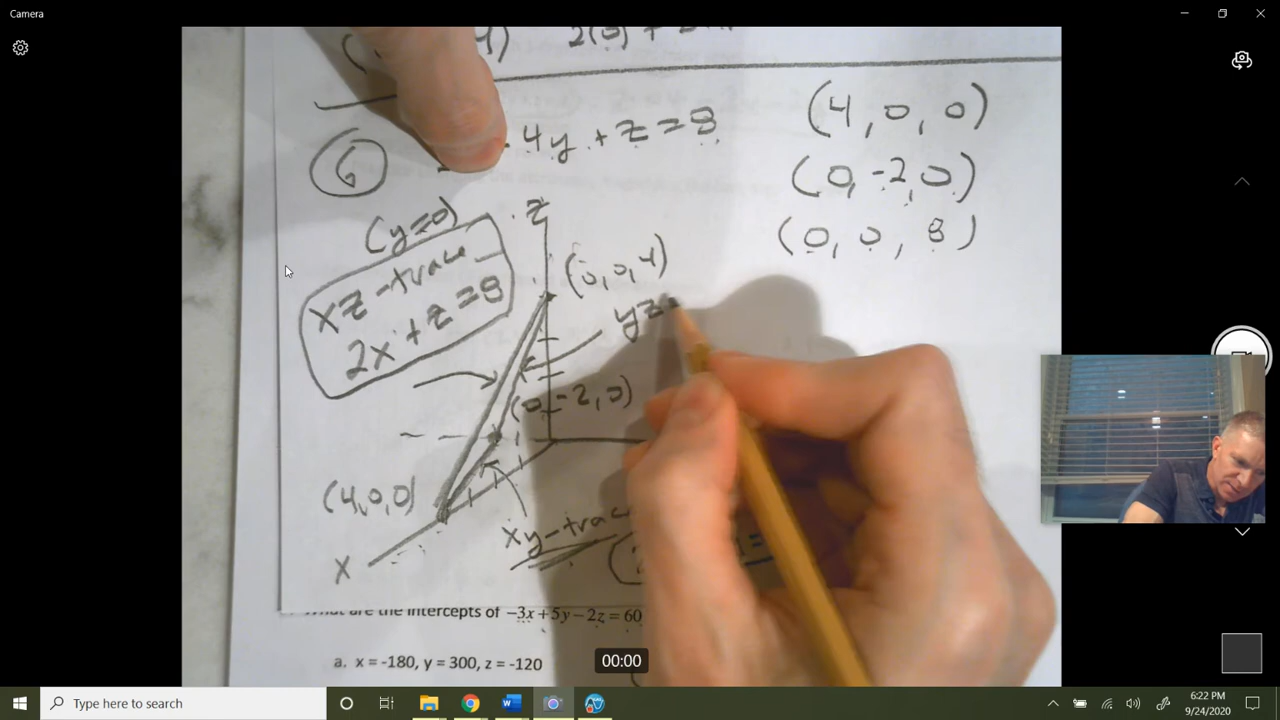 Camera
2(0)
6 4y + z = 8
(4, 0, 0)
(0, -2, 0)
(0, 0, 8)
(y=0)
xz-trace
2x + z = 8
z
(0, 0, 4)
yz-
(0, -2, 0)
(4, 0, 0)
x
xy-trace
What are the intercepts of -3x+5y-2z = 60
a. x = -180, y = 300, z = -120
00:00
Type here to search
6:22 PM
9/24/2020